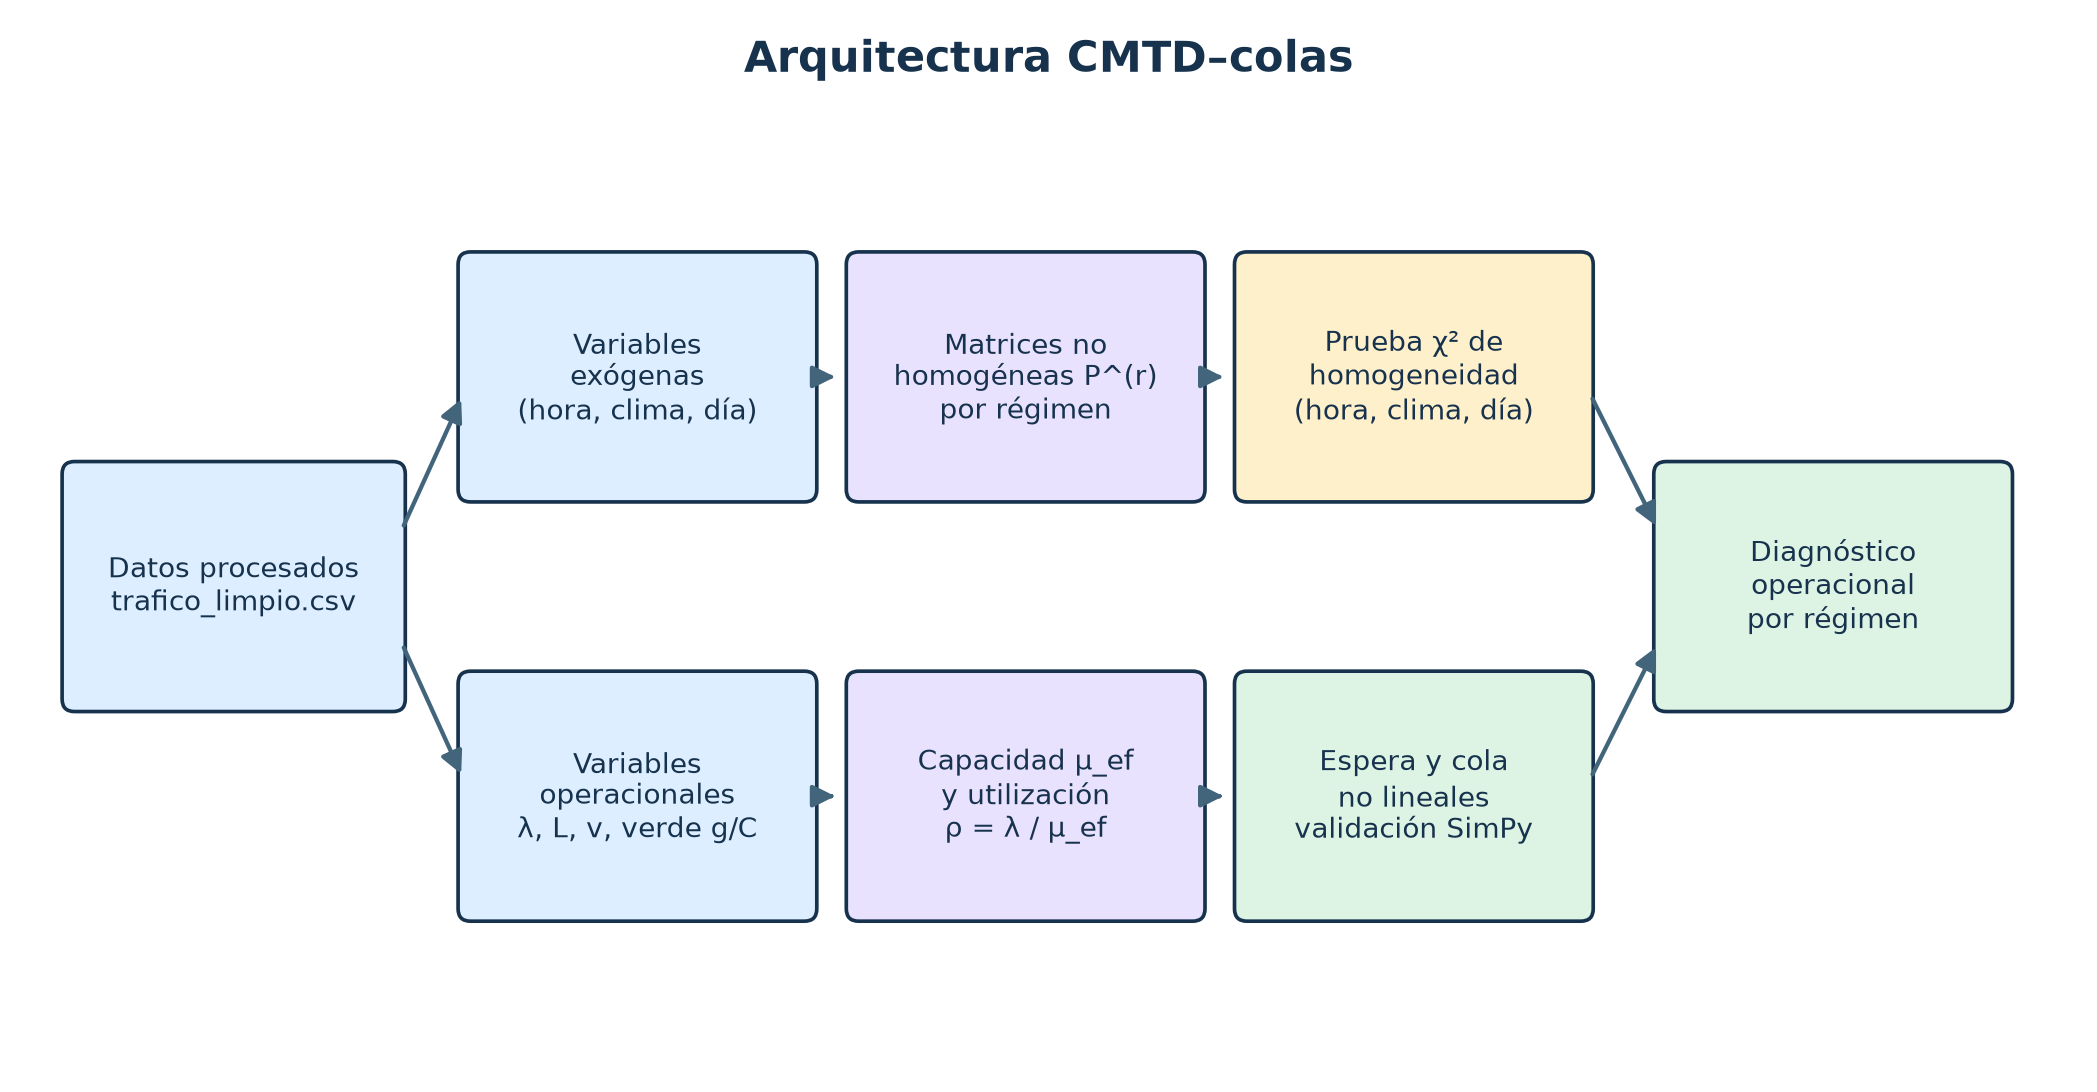 Arquitectura CMTD–colas
Datos procesados
trafico_limpio.csv
Variables
exógenas
(hora, clima, día)
Matrices no
homogéneas P^(r)
por régimen
Prueba χ² de
homogeneidad
(hora, clima, día)
Variables
operacionales
λ, L, v, verde g/C
Capacidad μ_ef
y utilización
ρ = λ / μ_ef
Espera y cola
no lineales
validación SimPy
Diagnóstico
operacional
por régimen